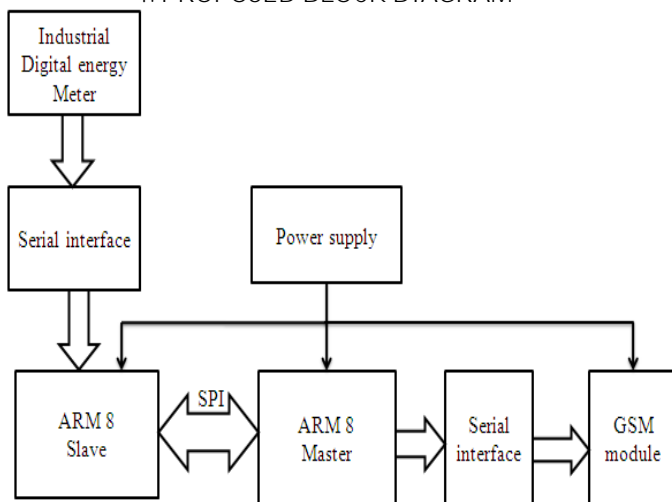 Industrial
Digital energy
Meter
Serial interface
Power supply
SPI
ARM 8
Slave
ARM 8
Master
Serial
interface
GSM
module